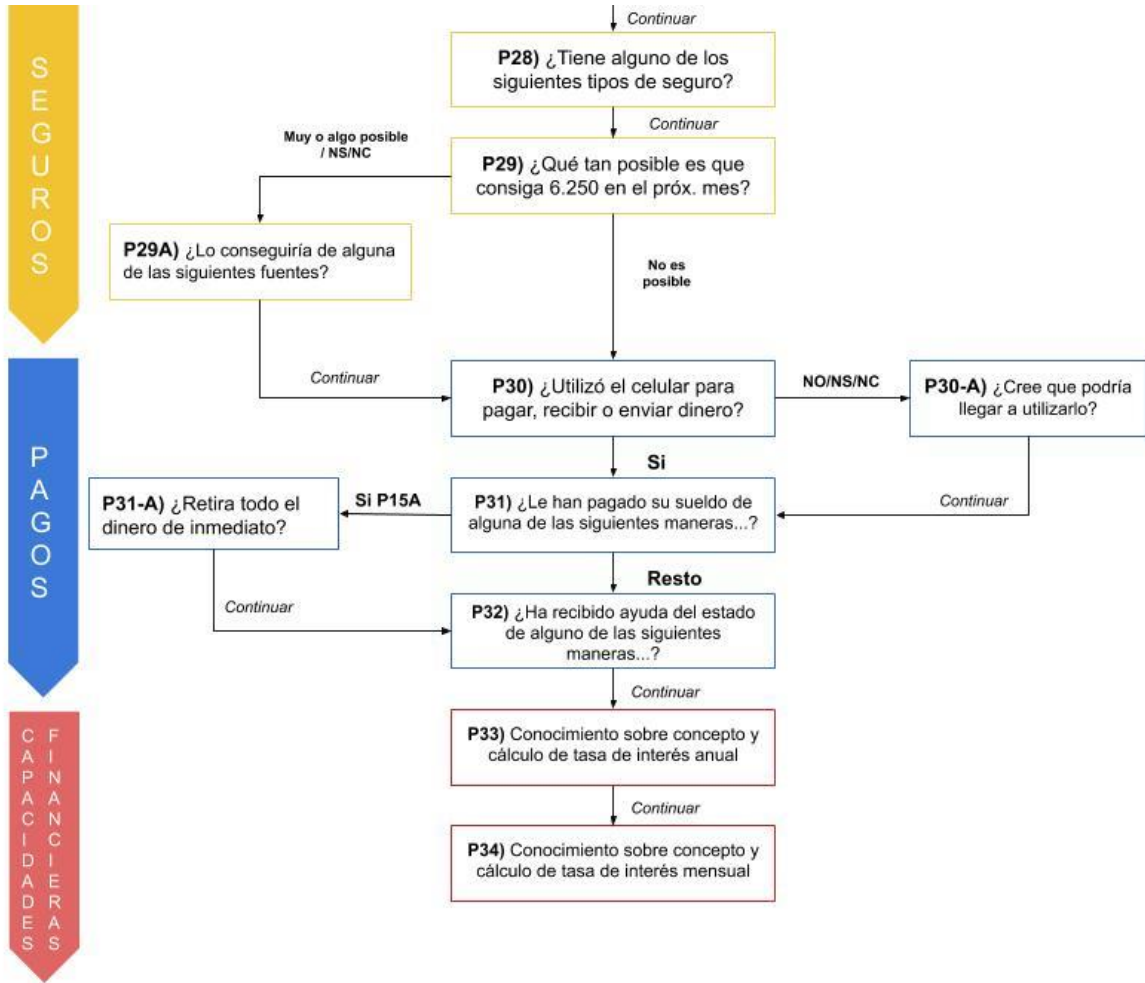 SEGUROS
Continuar
P28) ¿Tiene alguno de los
siguientes tipos de seguro?
Continuar
Muy o algo posible
/ NS/NC
P29) ¿Qué tan posible es que
consiga 6.250 en el próx. mes?
P29A) ¿Lo conseguiría de alguna
de las siguientes fuentes?
No es
posible
PAGOS
Continuar
P30) ¿Utilizó el celular para
pagar, recibir o enviar dinero?
NO/NS/NC
P30-A) ¿Cree que podría
llegar a utilizarlo?
Si
P31-A) ¿Retira todo el
dinero de inmediato?
Si P15A
P31) ¿Le han pagado su sueldo de
alguna de las siguientes maneras...?
Continuar
Resto
Continuar
P32) ¿Ha recibido ayuda del estado
de alguno de las siguientes
maneras...?
Continuar
CAPACIDADES
FINANCIERAS
P33) Conocimiento sobre concepto y
cálculo de tasa de interés anual
Continuar
P34) Conocimiento sobre concepto y
cálculo de tasa de interés mensual